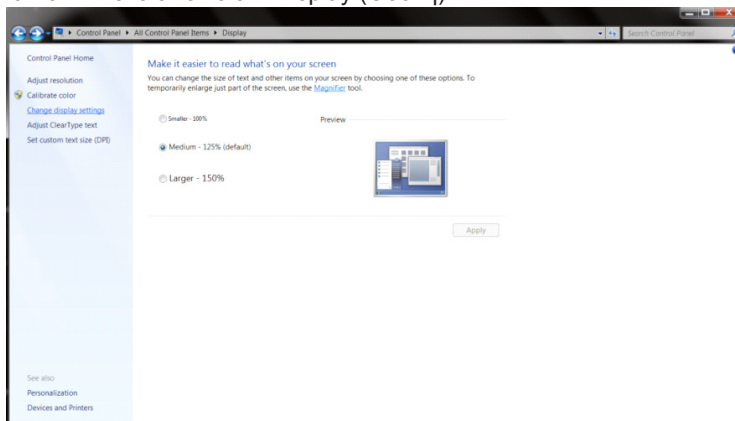 Control Panel ▸ All Control Panel Items ▸ Display
Search Control Panel
Control Panel Home
Adjust resolution
Calibrate color
Change display settings
Adjust ClearType text
Set custom text size (DPI)
Make it easier to read what's on your screen
You can change the size of text and other items on your screen by choosing one of these options. To
temporarily enlarge just part of the screen, use the Magnifier tool.
Smaller - 100%
Preview
Medium - 125% (default)
Larger - 150%
Apply
See also
Personalization
Devices and Printers